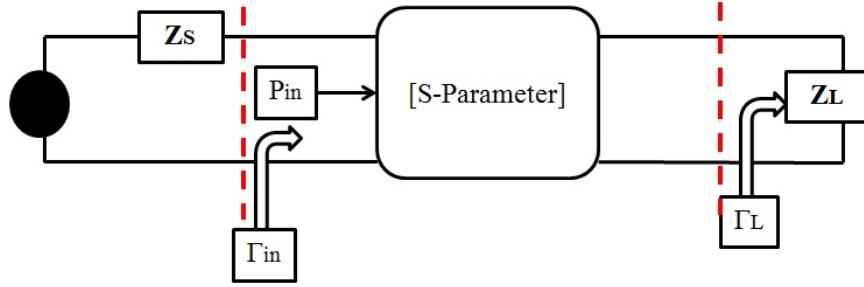 ZS
Pin
[S-Parameter]
ZL
Γin
ΓL